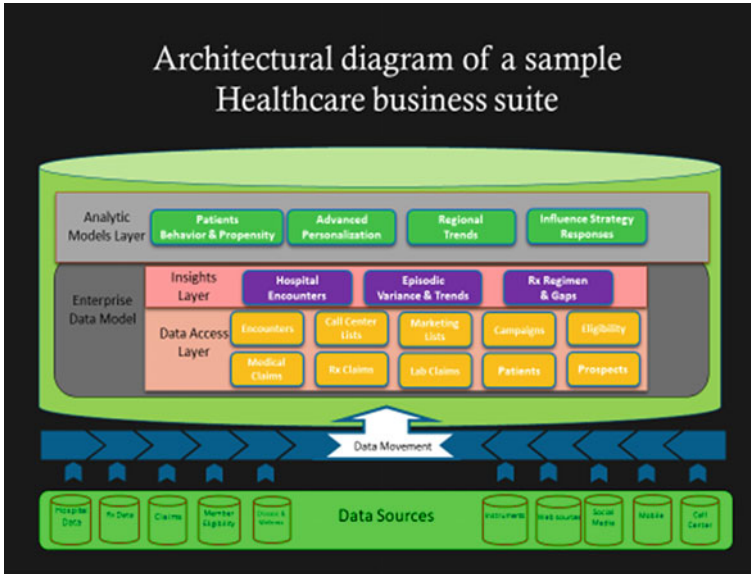 Architectural diagram of a sample
Healthcare business suite
Analytic
Models Layer
Patients
Behavior & Propensity
Advanced
Personalization
Regional
Trends
Influence Strategy
Responses
Enterprise
Data Model
Insights
Layer
Hospital
Encounters
Episodic
Variance & Trends
Rx Regimen
& Gaps
Data Access
Layer
Encounters
Call Center
Lists
Marketing
Lists
Campaigns
Eligibility
Medical
Claims
Rx Claims
Lab Claims
Patients
Prospects
Data Movement
Hospital
Data
Rx Data
Claims
Member
Eligibility
Data Sources
Instruments
Web sources
Social
Media
Mobile
Call
Center